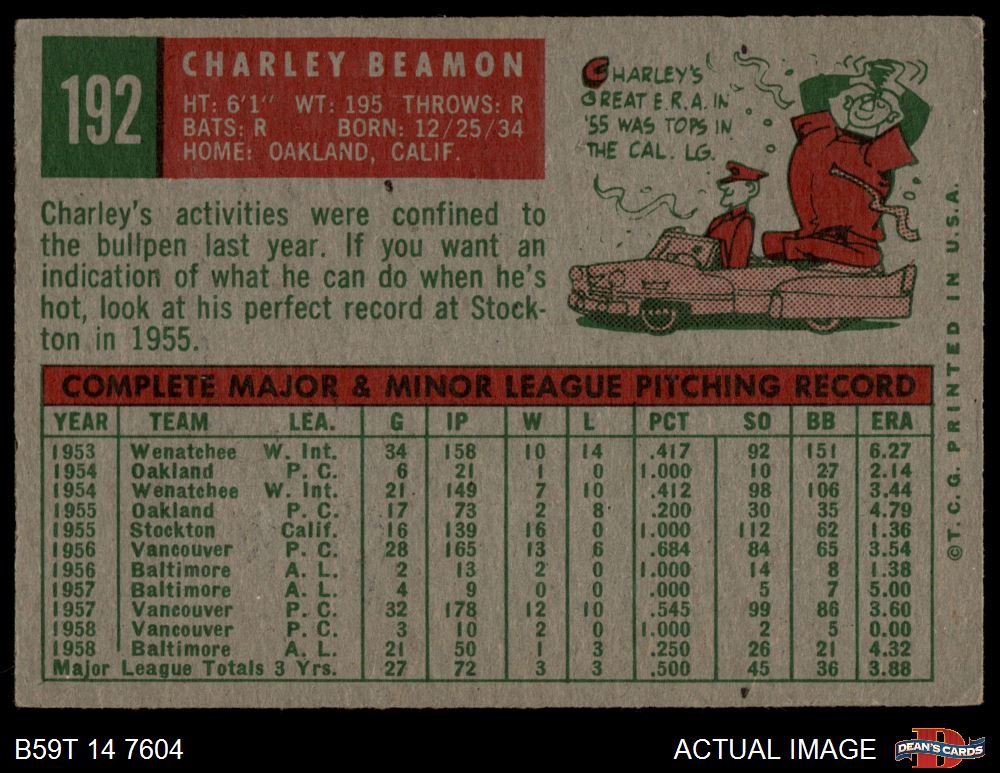 192
CHARLEY BEAMON
HT: 6'1" WT: 195 THROWS: R
BATS: R BORN: 12/25/34
HOME: OAKLAND, CALIF.
CHARLEY'S
GREAT E.R.A. IN
'55 WAS TOPS IN
THE CAL. LG.
Charley's activities were confined to
the bullpen last year. If you want an
indication of what he can do when he's
hot, look at his perfect record at Stock-
ton in 1955.
COMPLETE MAJOR & MINOR LEAGUE PITCHING RECORD
YEAR TEAM LEA. G IP W L PCT SO BB ERA
1953 Wenatchee W. Int. 34 158 10 14 .417 92 151 6.27
1954 Oakland P. C. 6 21 1 0 1.000 10 27 2.14
1954 Wenatchee W. Int. 21 149 7 10 .412 98 106 3.44
1955 Oakland P. C. 17 73 2 8 .200 30 35 4.79
1955 Stockton Calif. 16 139 16 0 1.000 112 62 1.36
1956 Vancouver P. C. 28 165 13 6 .684 84 65 3.54
1956 Baltimore A. L. 2 13 2 0 1.000 14 8 1.38
1957 Baltimore A. L. 4 9 0 0 .000 5 7 5.00
1957 Vancouver P. C. 32 178 12 10 .545 99 86 3.60
1958 Vancouver P. C. 3 10 2 0 1.000 2 5 0.00
1958 Baltimore A. L. 21 50 1 3 .250 26 21 4.32
Major League Totals 3 Yrs. 27 72 3 3 .500 45 36 3.88
©T. C. G. PRINTED IN U.S.A.
B59T 14 7604
ACTUAL IMAGE
D
DEAN'S CARDS